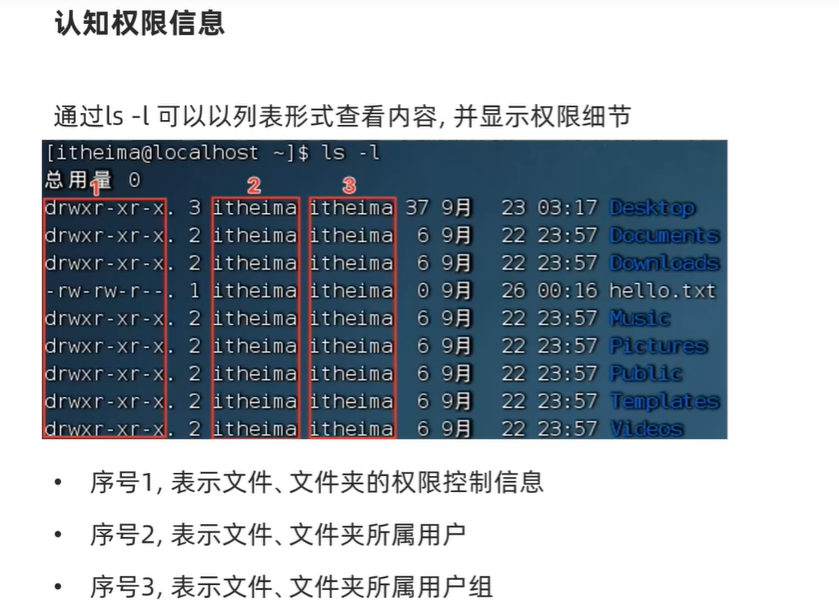 认知权限信息
通过ls -l 可以以列表形式查看内容, 并显示权限细节
[itheima@localhost ~]$ ls -l
总用量 0
1 2 3
drwxr-xr-x. 3 itheima itheima 37 9月 23 03:17 Desktop
drwxr-xr-x. 2 itheima itheima 6 9月 22 23:57 Documents
drwxr-xr-x. 2 itheima itheima 6 9月 22 23:57 Downloads
-rw-rw-r--. 1 itheima itheima 0 9月 26 00:16 hello.txt
drwxr-xr-x. 2 itheima itheima 6 9月 22 23:57 Music
drwxr-xr-x. 2 itheima itheima 6 9月 22 23:57 Pictures
drwxr-xr-x. 2 itheima itheima 6 9月 22 23:57 Public
drwxr-xr-x. 2 itheima itheima 6 9月 22 23:57 Templates
drwxr-xr-x. 2 itheima itheima 6 9月 22 23:57 Videos
• 序号1, 表示文件、文件夹的权限控制信息
• 序号2, 表示文件、文件夹所属用户
• 序号3, 表示文件、文件夹所属用户组